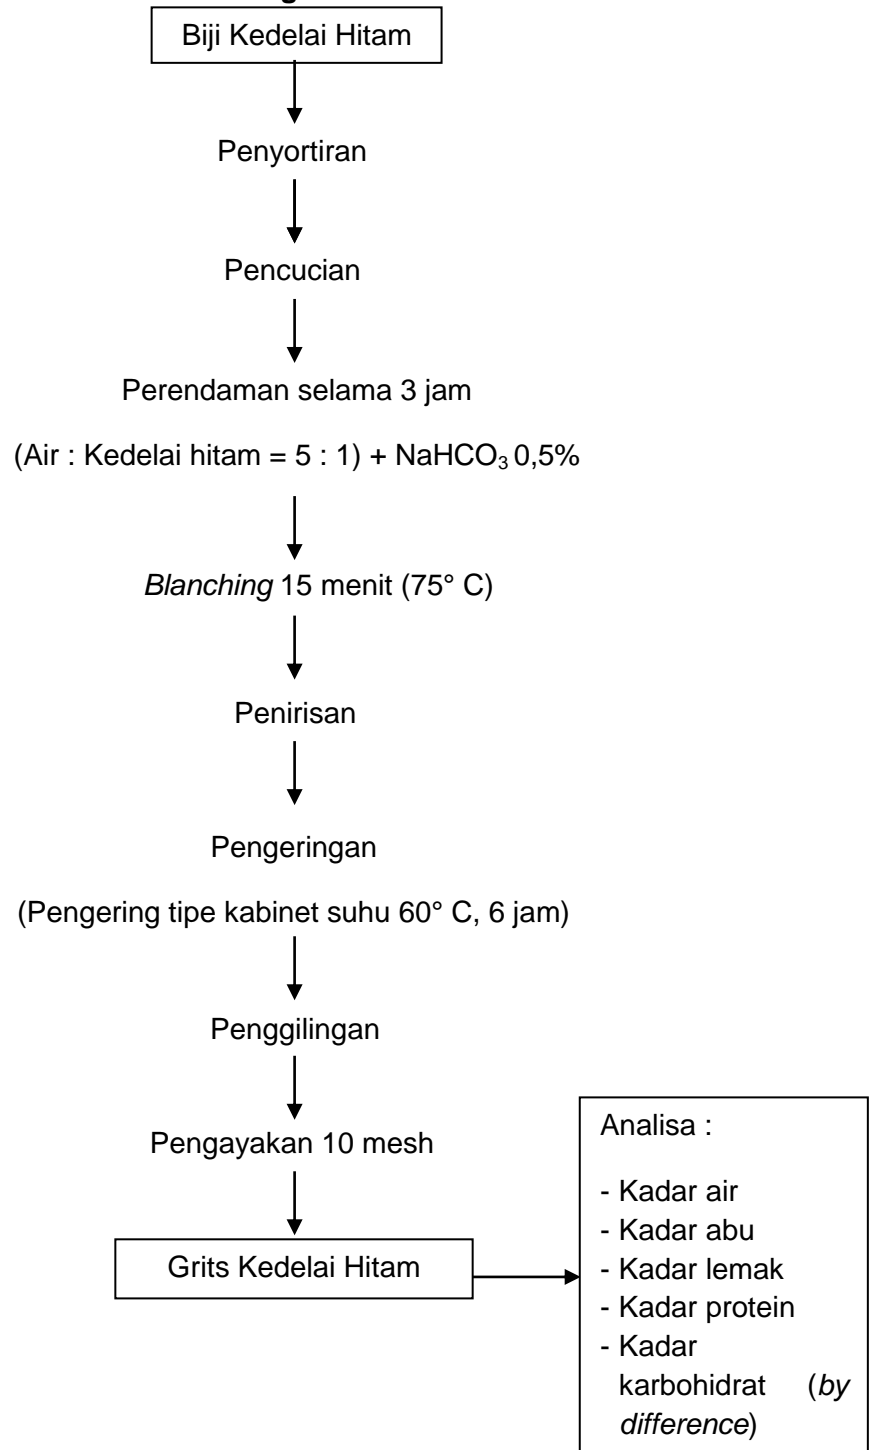 Biji Kedelai Hitam
Penyortiran
Pencucian
Perendaman selama 3 jam
(Air : Kedelai hitam = 5 : 1) + NaHCO₃ 0,5%
Blanching 15 menit (75° C)
Penirisan
Pengeringan
(Pengering tipe kabinet suhu 60° C, 6 jam)
Penggilingan
Pengayakan 10 mesh
Grits Kedelai Hitam
Analisa :
- Kadar air
- Kadar abu
- Kadar lemak
- Kadar protein
- Kadar
karbohidrat (by
difference)